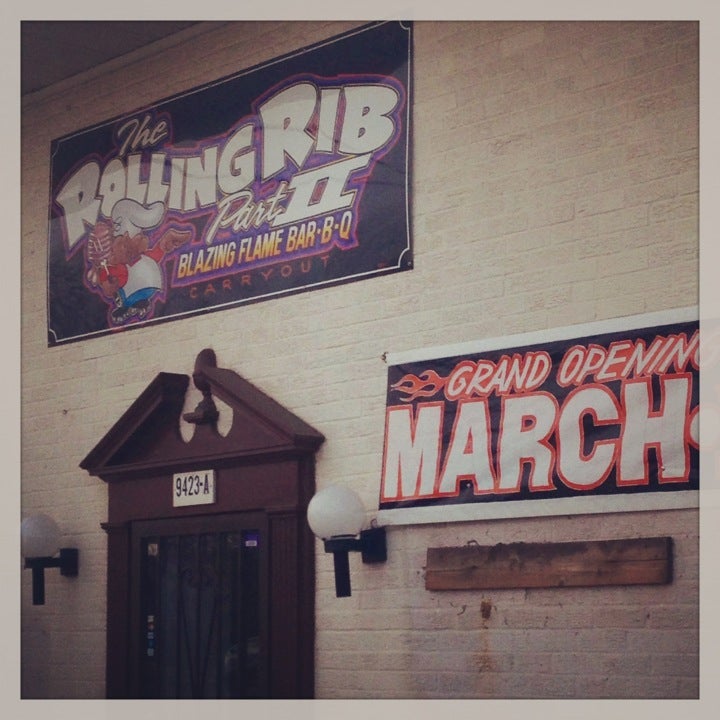 The
ROLLING RIB
Part II
BLAZING FLAME BAR·B·Q
CARRYOUT
GRAND OPENING
MARCH
9423-A